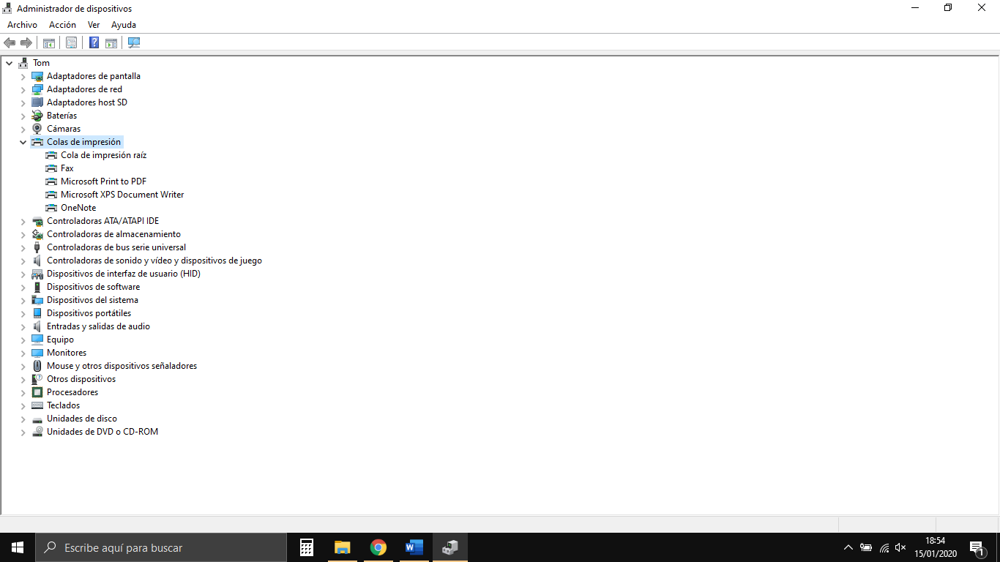 Administrador de dispositivos
Archivo Acción Ver Ayuda
Tom
Adaptadores de pantalla
Adaptadores de red
Adaptadores host SD
Baterías
Cámaras
Colas de impresión
Cola de impresión raíz
Fax
Microsoft Print to PDF
Microsoft XPS Document Writer
OneNote
Controladoras ATA/ATAPI IDE
Controladoras de almacenamiento
Controladoras de bus serie universal
Controladoras de sonido y vídeo y dispositivos de juego
Dispositivos de interfaz de usuario (HID)
Dispositivos de software
Dispositivos del sistema
Dispositivos portátiles
Entradas y salidas de audio
Equipo
Monitores
Mouse y otros dispositivos señaladores
Otros dispositivos
Procesadores
Teclados
Unidades de disco
Unidades de DVD o CD-ROM
Escribe aquí para buscar
18:54
15/01/2020
1